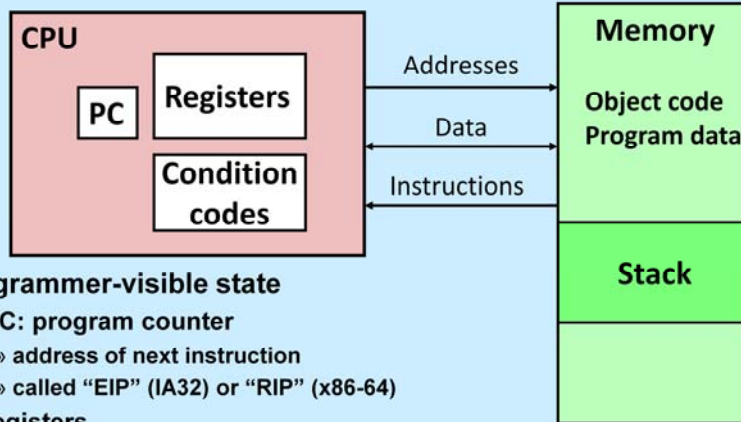 CPU
PC
Registers
Condition
codes
Addresses
Data
Instructions
Memory
Object code
Program data
Stack
grammer-visible state
C: program counter
» address of next instruction
» called “EIP” (IA32) or “RIP” (x86-64)